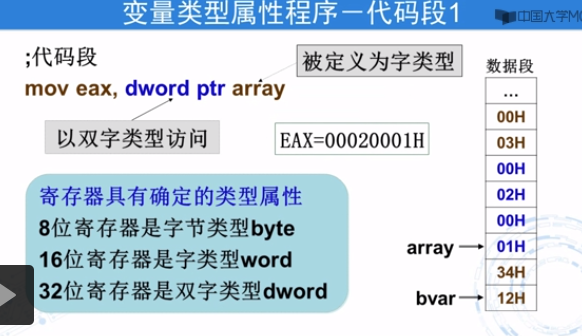 变量类型属性程序－代码段1
中国大学MO
;代码段
mov eax, dword ptr array
被定义为字类型
以双字类型访问
EAX=00020001H
寄存器具有确定的类型属性
8位寄存器是字节类型byte
16位寄存器是字类型word
32位寄存器是双字类型dword
数据段
...
00H
03H
00H
02H
00H
array 01H
34H
bvar 12H